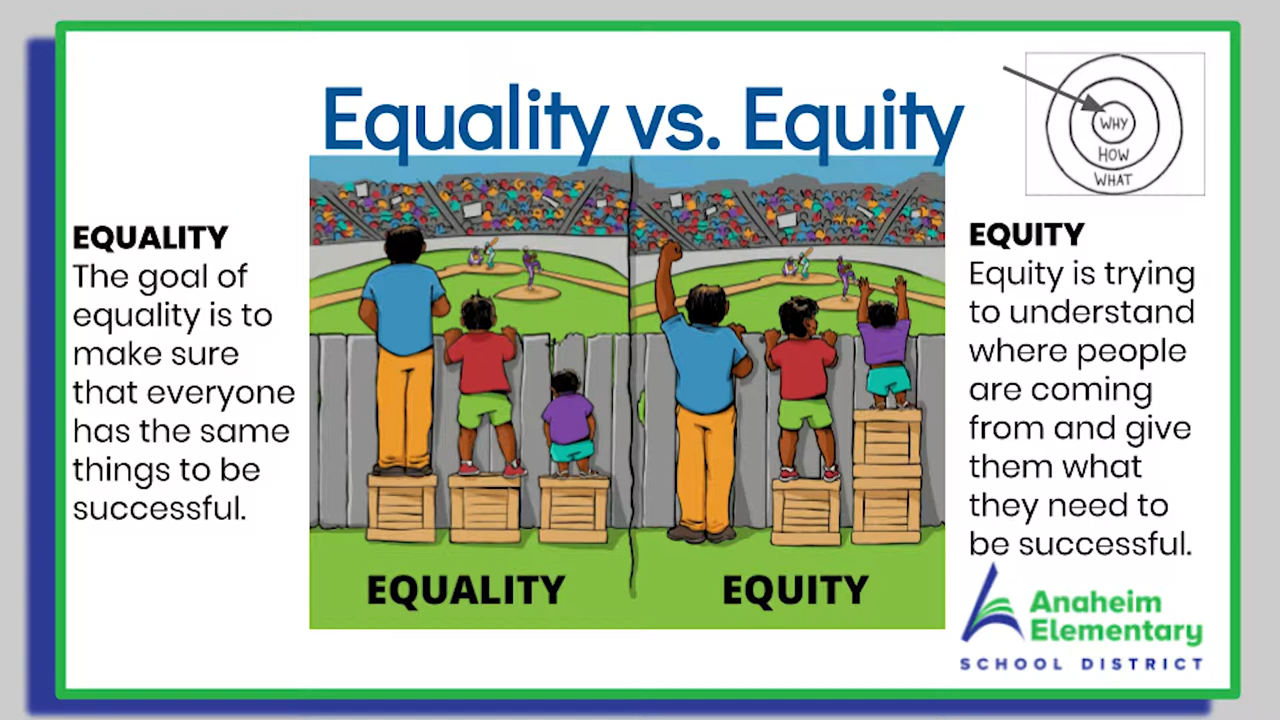 Equality vs. Equity
WHY
HOW
WHAT
EQUALITY
The goal of
equality is to
make sure
that everyone
has the same
things to be
successful.
EQUALITY
EQUITY
EQUITY
Equity is trying
to understand
where people
are coming
from and give
them what
they need to
be successful.
Anaheim
Elementary
SCHOOL DISTRICT